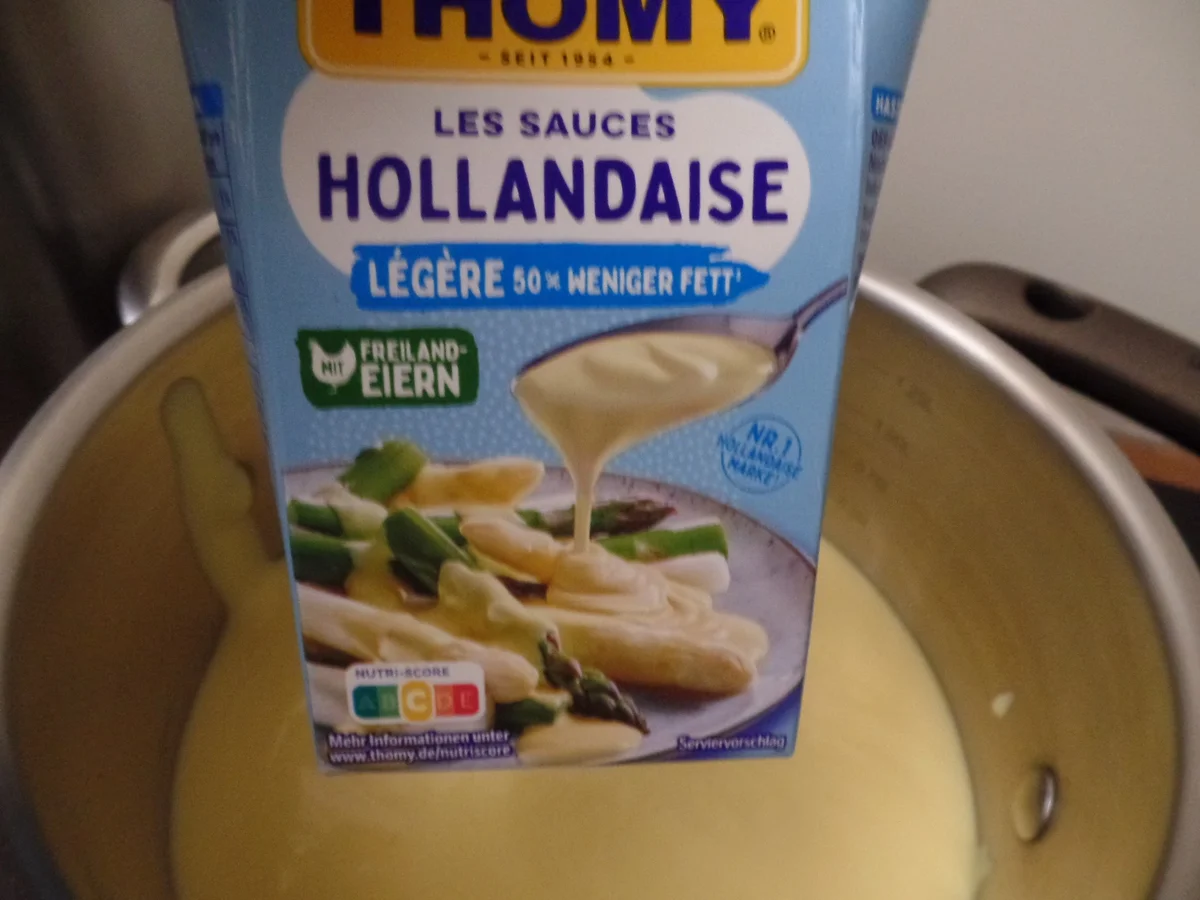 THOMY®
- SEIT 1954 -
LES SAUCES
HOLLANDAISE
LÉGÈRE 50% WENIGER FETT¹
MIT FREILAND-
EIERN
NR.1
HOLLANDAISE
MARKE²
NUTRI-SCORE
A B C D E
Mehr Informationen unter
www.thomy.de/nutriscore
Serviervorschlag